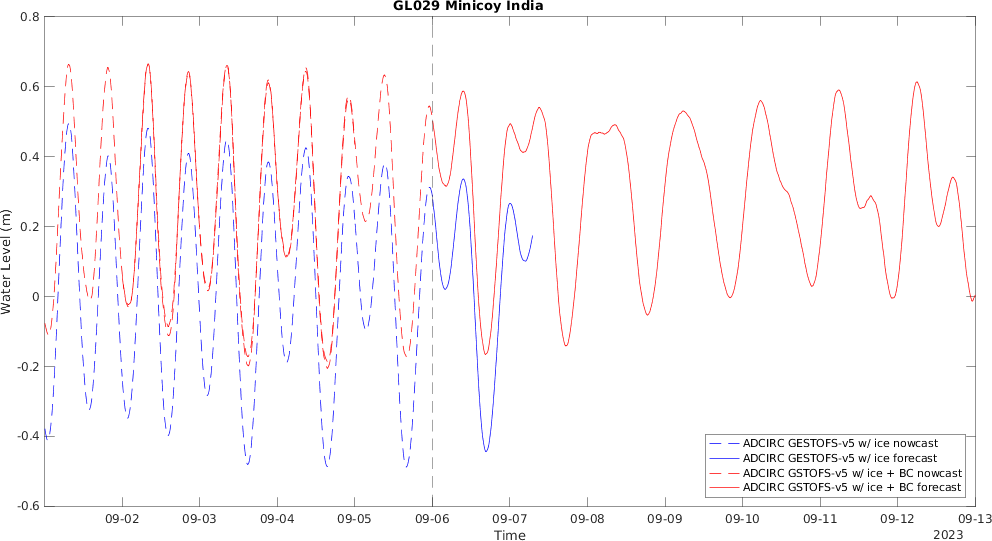 GL029 Minicoy India
Water Level (m)
0.8
0.6
0.4
0.2
0
-0.2
-0.4
-0.6
ADCIRC GESTOFS-v5 w/ ice nowcast
ADCIRC GESTOFS-v5 w/ ice forecast
ADCIRC GSTOFS-v5 w/ ice + BC nowcast
ADCIRC GSTOFS-v5 w/ ice + BC forecast
09-02 09-03 09-04 09-05 09-06 09-07 09-08 09-09 09-10 09-11 09-12 09-13
Time
2023